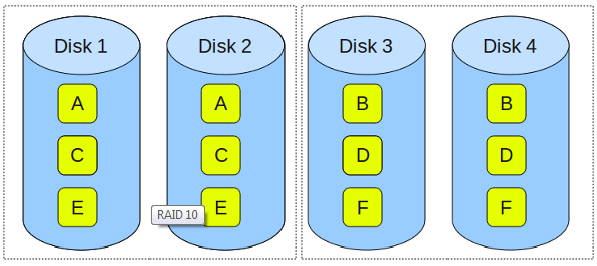 Disk 1 Disk 2 Disk 3 Disk 4
A A B B
C C D D
E E F F
RAID 10